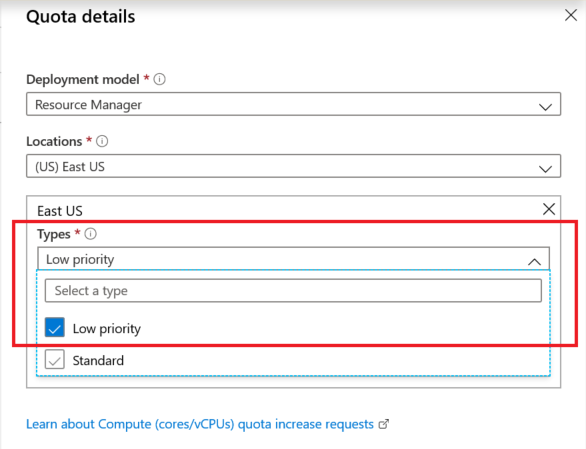 Quota details
Deployment model *
Resource Manager
Locations *
(US) East US
East US
Types *
Low priority
Select a type
Low priority
Standard
Learn about Compute (cores/vCPUs) quota increase requests